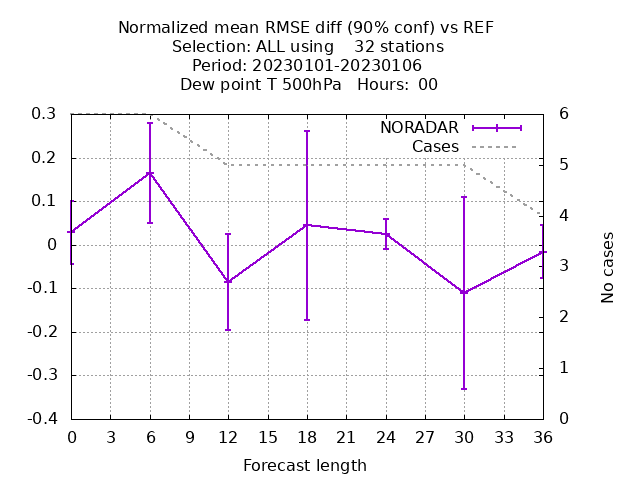 Normalized mean RMSE diff (90% conf) vs REF
Selection: ALL using 32 stations
Period: 20230101-20230106
Dew point T 500hPa Hours: 00
NORADAR
Cases
0.3
0.2
0.1
0
-0.1
-0.2
-0.3
-0.4
6
5
4
3
2
1
0
No cases
0 3 6 9 12 15 18 21 24 27 30 33 36
Forecast length